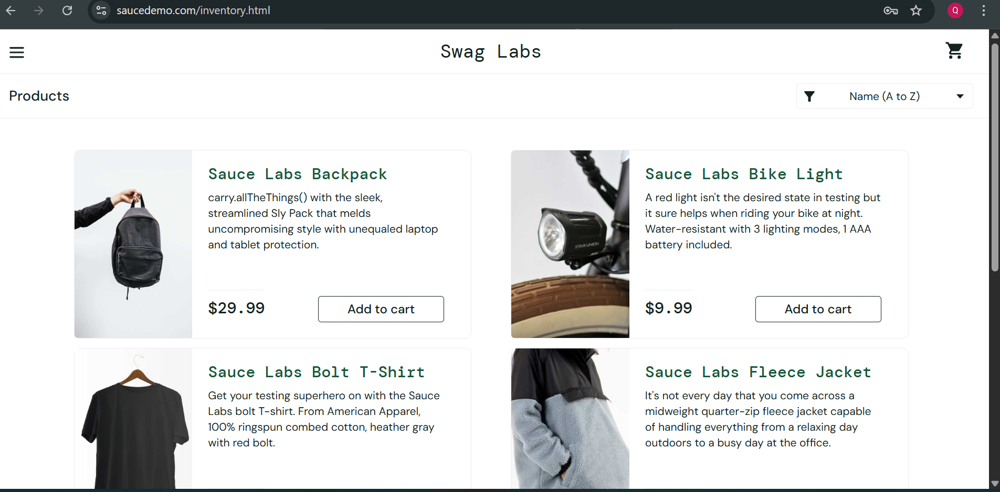 saucedemo.com/inventory.html
Q
Swag Labs
Products
Name (A to Z)
Sauce Labs Backpack
carry.allTheThings() with the sleek,
streamlined Sly Pack that melds
uncompromising style with unequaled laptop
and tablet protection.
$29.99
Add to cart
Sauce Labs Bike Light
A red light isn't the desired state in testing but
it sure helps when riding your bike at night.
Water-resistant with 3 lighting modes, 1 AAA
battery included.
STAR UNION
$9.99
Add to cart
Sauce Labs Bolt T-Shirt
Get your testing superhero on with the Sauce
Labs bolt T-shirt. From American Apparel,
100% ringspun combed cotton, heather gray
with red bolt.
Sauce Labs Fleece Jacket
It's not every day that you come across a
midweight quarter-zip fleece jacket capable
of handling everything from a relaxing day
outdoors to a busy day at the office.